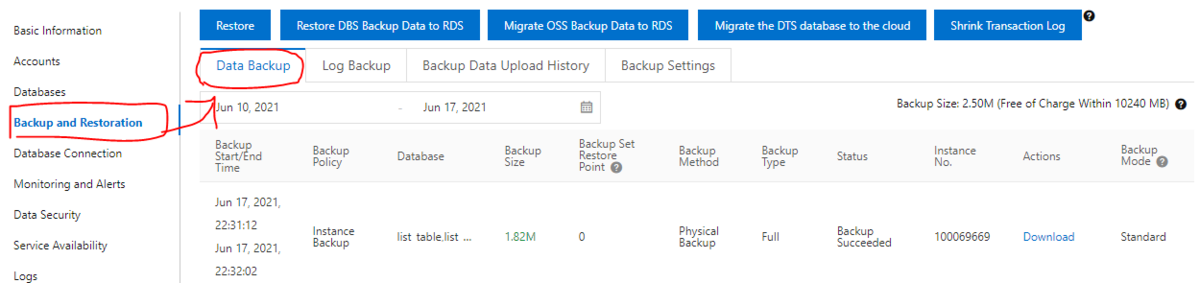 Basic Information
Accounts
Databases
Backup and Restoration
Database Connection
Monitoring and Alerts
Data Security
Service Availability
Logs
Restore
Restore DBS Backup Data to RDS
Migrate OSS Backup Data to RDS
Migrate the DTS database to the cloud
Shrink Transaction Log
?
Data Backup
Log Backup
Backup Data Upload History
Backup Settings
Jun 10, 2021 - Jun 17, 2021
Backup Size: 2.50M (Free of Charge Within 10240 MB) ?
Backup
Start/End
Time
Backup
Policy
Database
Backup
Size
Backup Set
Restore
Point ?
Backup
Method
Backup
Type
Status
Instance
No.
Actions
Backup
Mode ?
Jun 17, 2021,
22:31:12
Jun 17, 2021,
22:32:02
Instance
Backup
list_table,list ...
1.82M
0
Physical
Backup
Full
Backup
Succeeded
100069669
Download
Standard